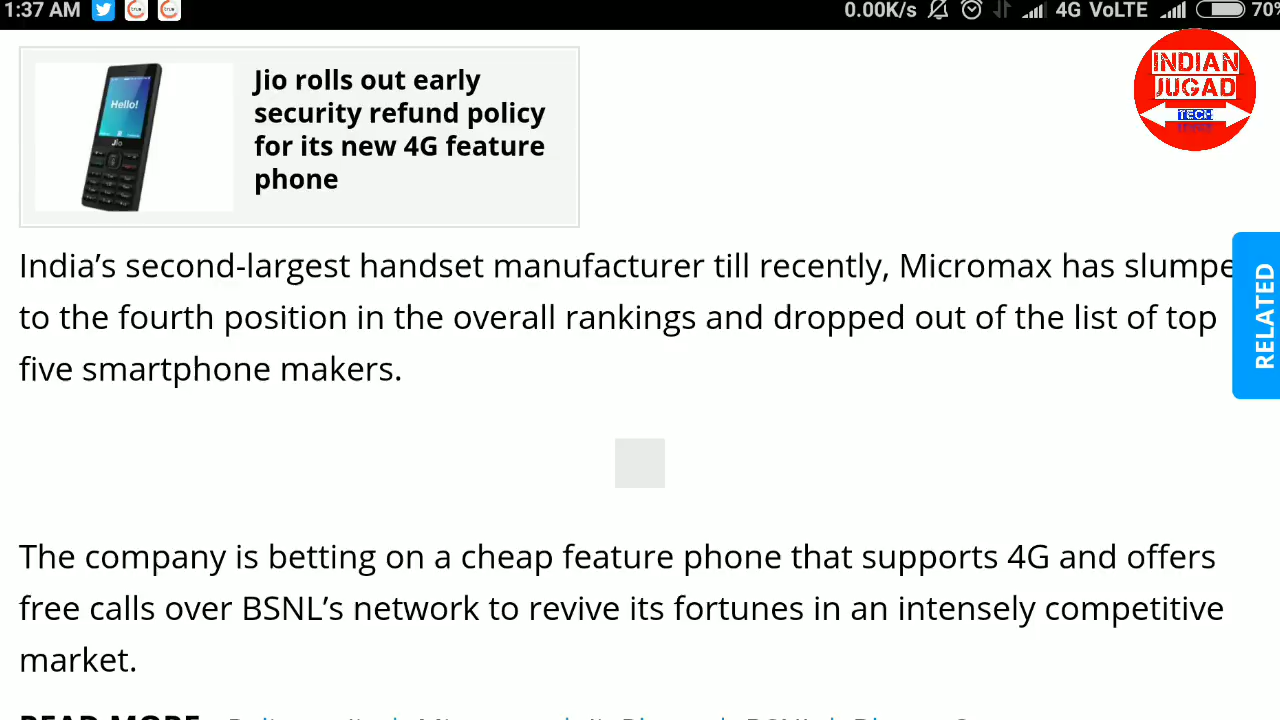 1:37 AM 0.00K/s 4G VoLTE 70%
INDIAN
JUGAD
TECH
Hello!
Jio
Jio rolls out early
security refund policy
for its new 4G feature
phone
RELATED
India’s second-largest handset manufacturer till recently, Micromax has slumpe
to the fourth position in the overall rankings and dropped out of the list of top
five smartphone makers.
The company is betting on a cheap feature phone that supports 4G and offers
free calls over BSNL’s network to revive its fortunes in an intensely competitive
market.
READ MORE